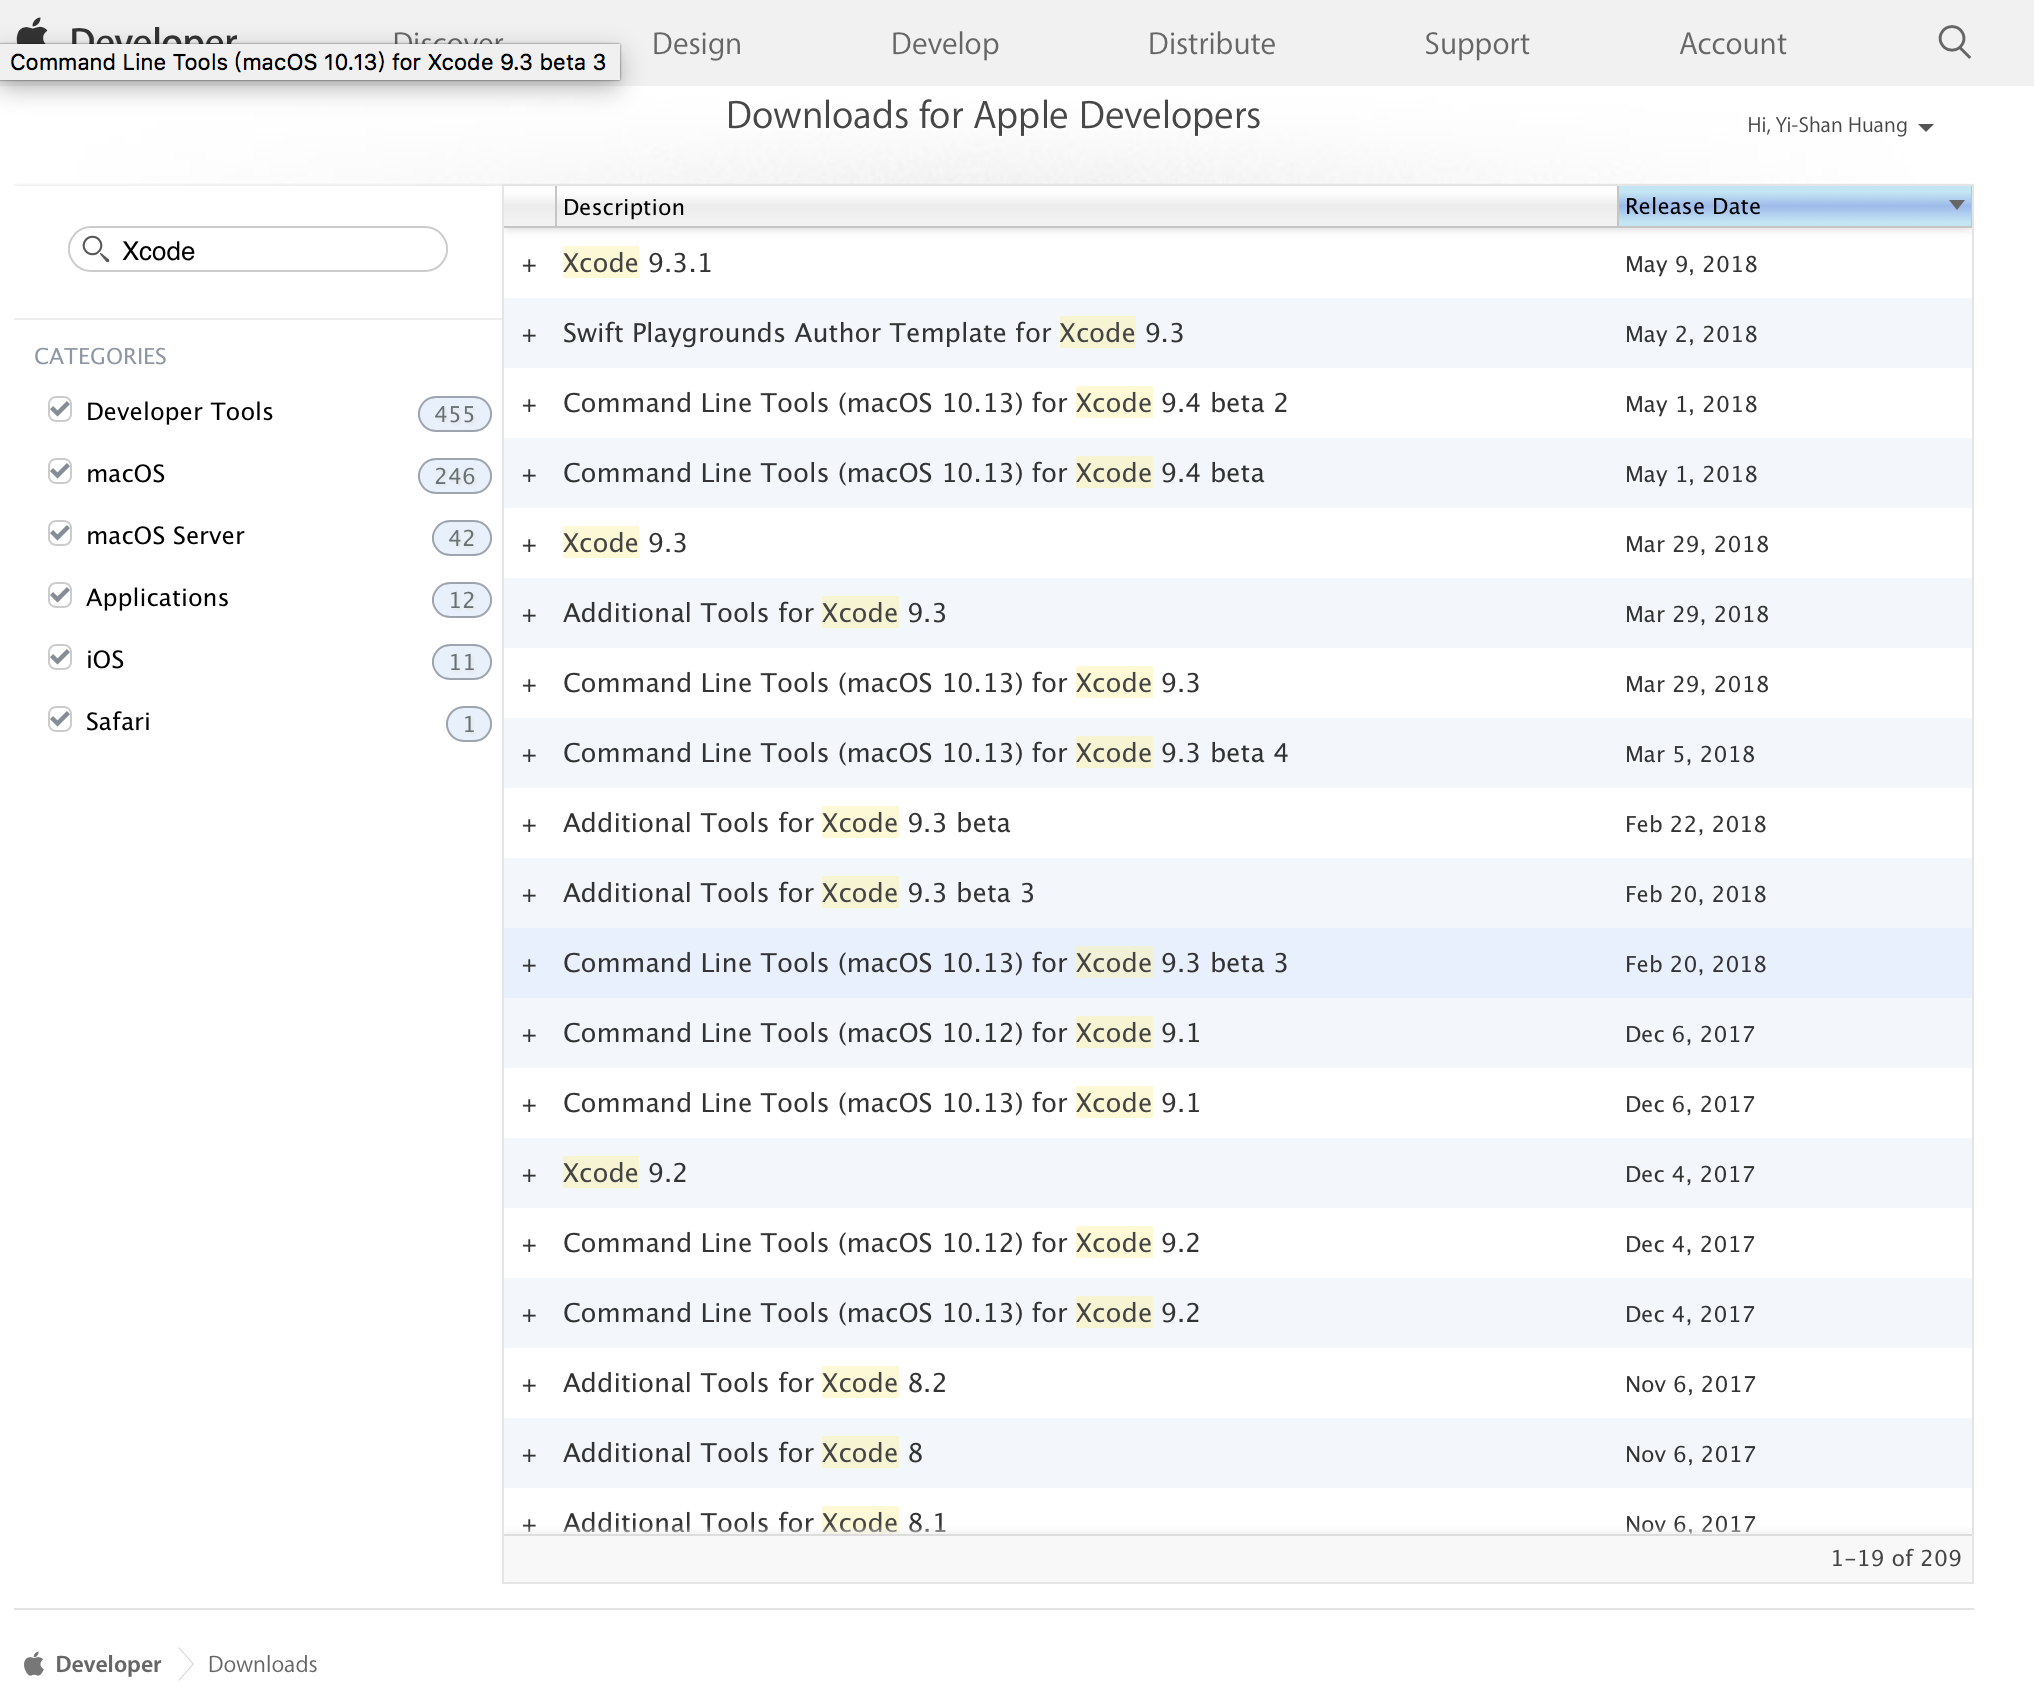 Developer
Discover
Design
Develop
Distribute
Support
Account
Command Line Tools (macOS 10.13) for Xcode 9.3 beta 3
Downloads for Apple Developers
Hi, Yi-Shan Huang
Xcode
CATEGORIES
Developer Tools 455
macOS 246
macOS Server 42
Applications 12
iOS 11
Safari 1
Description Release Date
+ Xcode 9.3.1 May 9, 2018
+ Swift Playgrounds Author Template for Xcode 9.3 May 2, 2018
+ Command Line Tools (macOS 10.13) for Xcode 9.4 beta 2 May 1, 2018
+ Command Line Tools (macOS 10.13) for Xcode 9.4 beta May 1, 2018
+ Xcode 9.3 Mar 29, 2018
+ Additional Tools for Xcode 9.3 Mar 29, 2018
+ Command Line Tools (macOS 10.13) for Xcode 9.3 Mar 29, 2018
+ Command Line Tools (macOS 10.13) for Xcode 9.3 beta 4 Mar 5, 2018
+ Additional Tools for Xcode 9.3 beta Feb 22, 2018
+ Additional Tools for Xcode 9.3 beta 3 Feb 20, 2018
+ Command Line Tools (macOS 10.13) for Xcode 9.3 beta 3 Feb 20, 2018
+ Command Line Tools (macOS 10.12) for Xcode 9.1 Dec 6, 2017
+ Command Line Tools (macOS 10.13) for Xcode 9.1 Dec 6, 2017
+ Xcode 9.2 Dec 4, 2017
+ Command Line Tools (macOS 10.12) for Xcode 9.2 Dec 4, 2017
+ Command Line Tools (macOS 10.13) for Xcode 9.2 Dec 4, 2017
+ Additional Tools for Xcode 8.2 Nov 6, 2017
+ Additional Tools for Xcode 8 Nov 6, 2017
+ Additional Tools for Xcode 8.1 Nov 6, 2017
1–19 of 209
Developer Downloads